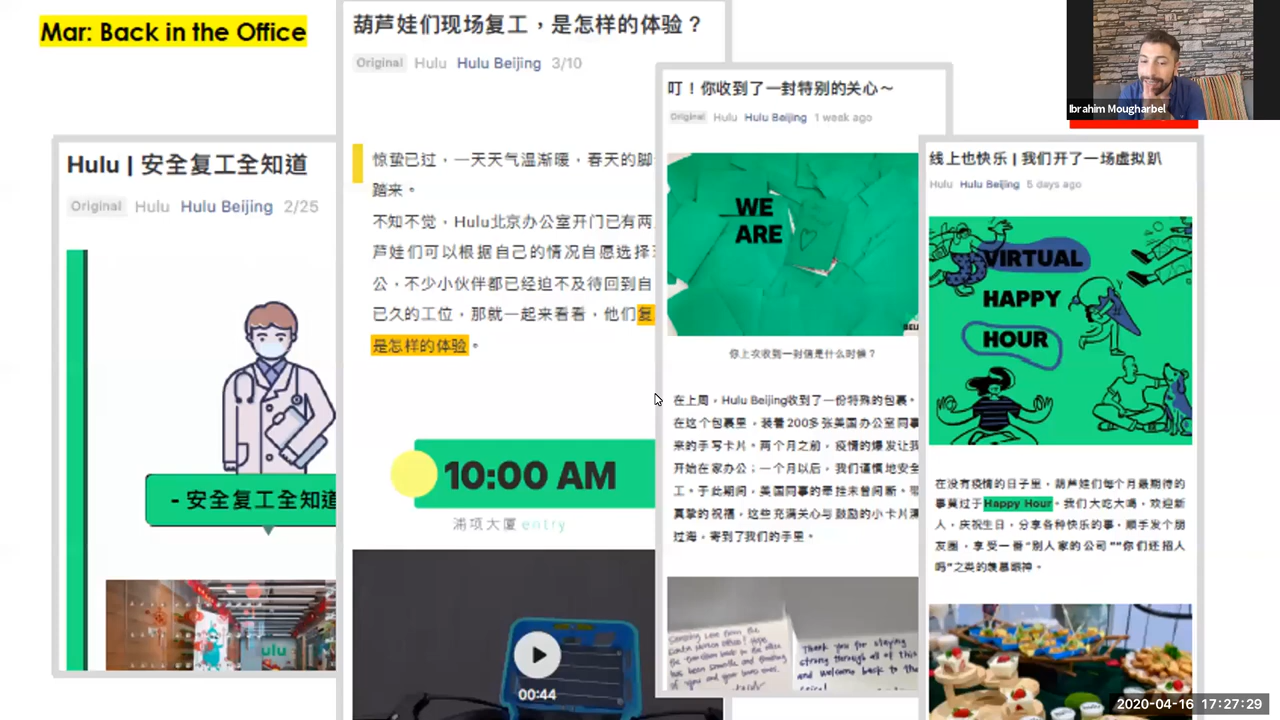 Mar: Back in the Office
Hulu | 安全复工全知道
Original Hulu Hulu Beijing 2/25
- 安全复工全知道
ulu
葫芦娃们现场复工，是怎样的体验？
Original Hulu Hulu Beijing 3/10
惊蛰已过，一天天气温渐暖，春天的脚
踏来。
不知不觉，Hulu北京办公室开门已有两
芦娃们可以根据自己的情况自愿选择
公，不少小伙伴都已经迫不及待回到自
已久的工位，那就一起来看看，他们复
是怎样的体验。
10:00 AM
浦项大厦 entry
00:44
叮！你收到了一封特别的关心～
Original Hulu Hulu Beijing 1 week ago
WE
ARE
你上次收到一封信是什么时候？
在上周，Hulu Beijing收到了一份特殊的包裹。
在这个包裹里，装着200多张美国办公室同事
来的手写卡片。两个月之前，疫情的爆发让我
开始在家办公；一个月以后，我们谨慎地安全
工。于此期间，美国同事的牵挂未曾间断。带
真挚的祝福，这些充满关心与鼓励的小卡片漂
过海，寄到了我们的手里。
Sending love from the
Santa Monica office! Hope
Thank you for staying
strong through all of this
and welcome back to the
线上也快乐 | 我们开了一场虚拟趴
Hulu Hulu Beijing 5 days ago
VIRTUAL
HAPPY
HOUR
在没有疫情的日子里，葫芦娃们每个月最期待的
事莫过于Happy Hour。我们大吃大喝，欢迎新
人，庆祝生日，分享各种快乐的事，顺手发个朋
友圈，享受一番“别人家的公司”“你们还招人
吗”之类的羡慕眼神。
Ibrahim Mougharbel
2020-04-16 17:27:29